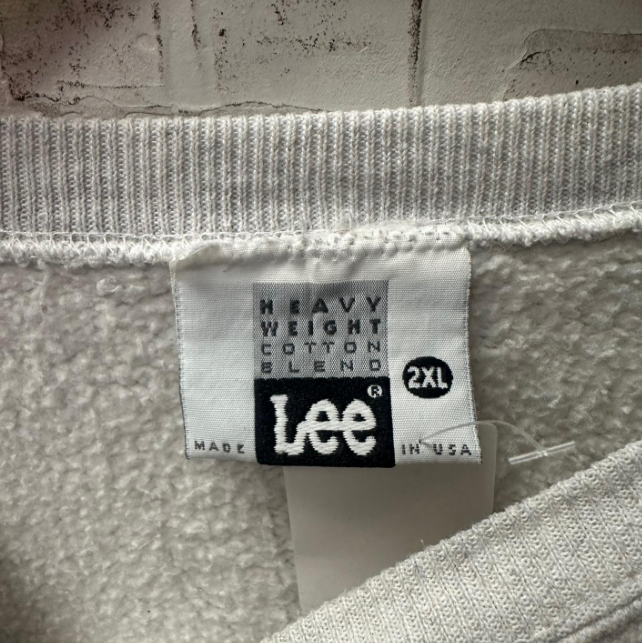 HEAVY
WEIGHT
COTTON
BLEND
2XL
Lee®
MADE IN USA